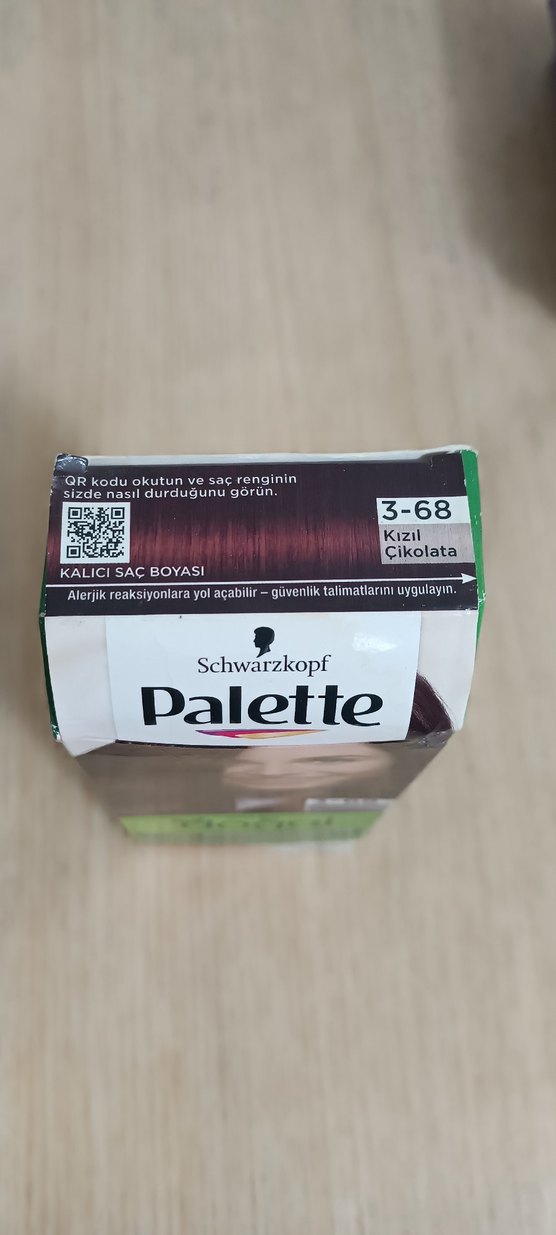 QR kodu okutun ve saç renginin
sizde nasıl durduğunu görün.
3-68
Kızıl
Çikolata
KALICI SAÇ BOYASI
Alerjik reaksiyonlara yol açabilir – güvenlik talimatlarını uygulayın.
Schwarzkopf
Palette